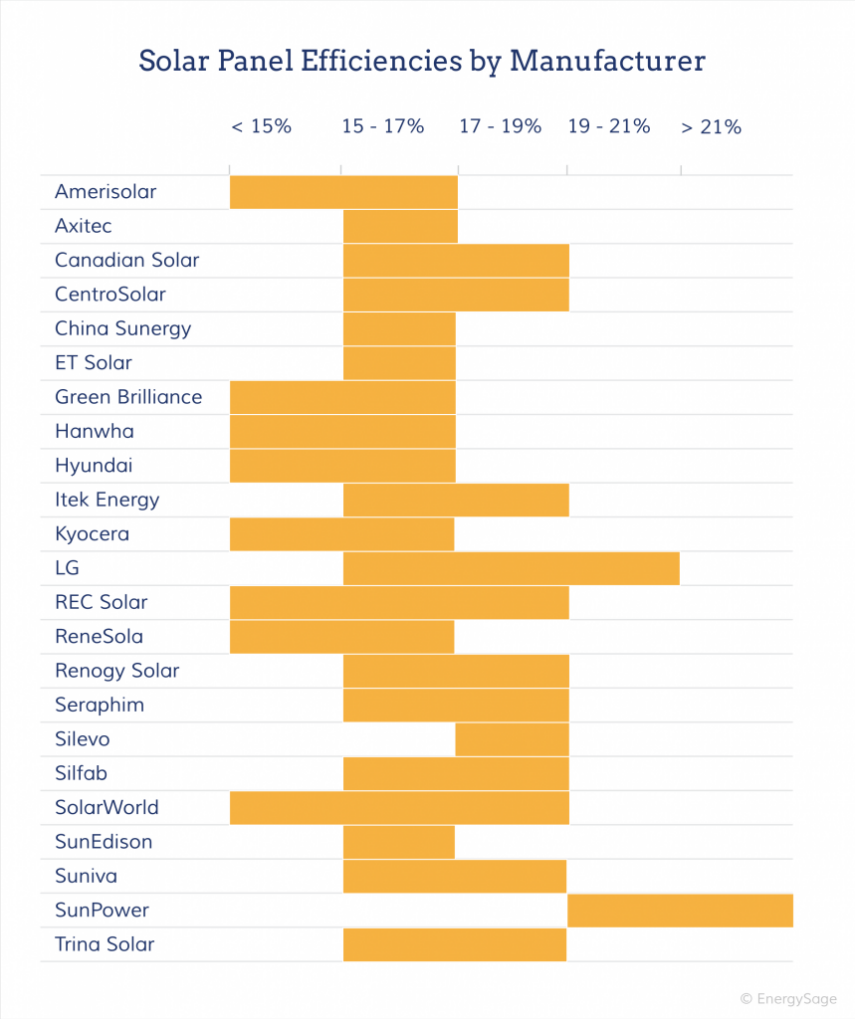 Solar Panel Efficiencies by Manufacturer
< 15% 15 - 17% 17 - 19% 19 - 21% > 21%
Amerisolar
Axitec
Canadian Solar
CentroSolar
China Sunergy
ET Solar
Green Brilliance
Hanwha
Hyundai
Itek Energy
Kyocera
LG
REC Solar
ReneSola
Renogy Solar
Seraphim
Silevo
Silfab
SolarWorld
SunEdison
Suniva
SunPower
Trina Solar
© EnergySage